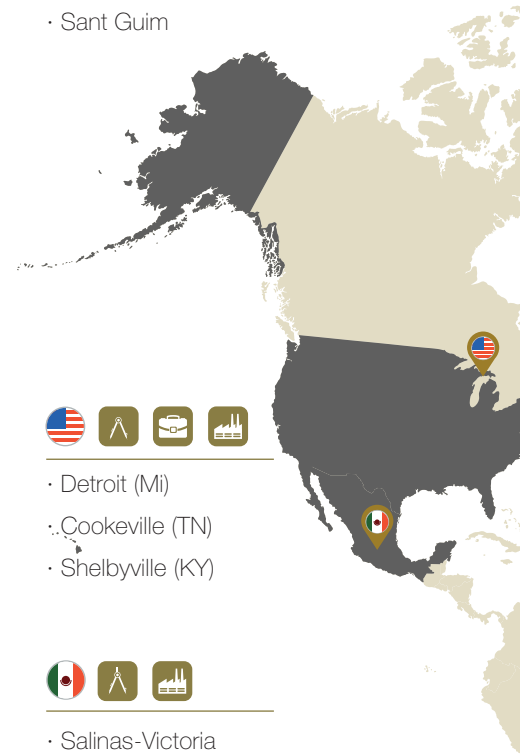 · Sant Guim
· Detroit (Mi)
· Cookeville (TN)
· Shelbyville (KY)
· Salinas-Victoria